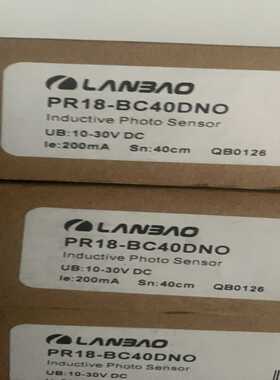 LANBAO
PR18-BC40DNO
Inductive Photo Sensor
UB:10-30V DC
Ie:200mA Sn:40cm QB0126
LANBAO
PR18-BC40DNO
Inductive Photo Sensor
UB:10-30V DC
Ie:200mA Sn:40cm QB0126
LANBAO
PR18-BC40DNO
Inductive Photo Sensor